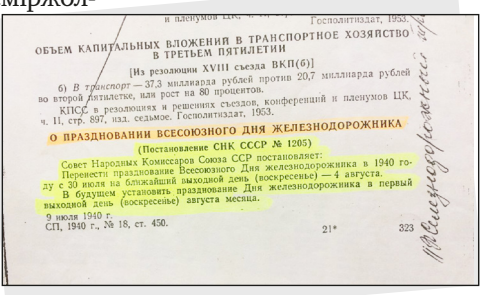 міржол-
и пленумов ЦК,
Госполитиздат, 1953.
ОБЪЕМ КАПИТАЛЬНЫХ ВЛОЖЕНИЙ В ТРАНСПОРТНОЕ ХОЗЯЙСТВО
В ТРЕТЬЕМ ПЯТИЛЕТИИ
[Из резолюции XVIII съезда ВКП(б)]
б) В транспорт — 37,3 миллиарда рублей против 20,7 миллиарда рублей
во второй пятилетке, или рост на 80 процентов.
КПСС в резолюциях и решениях съездов, конференций и пленумов ЦК,
ч. II, стр. 897, изд. седьмое. Госполитиздат, 1953.
О ПРАЗДНОВАНИИ ВСЕСОЮЗНОГО ДНЯ ЖЕЛЕЗНОДОРОЖНИКА
(Постановление СНК СССР № 1205)
Совет Народных Комиссаров Союза ССР постановляет:
Перенести празднование Всесоюзного Дня железнодорожника в 1940 го-
ду с 30 июля на ближайший выходной день (воскресенье) — 4 августа.
В будущем установить празднование Дня железнодорожника в первый
выходной день (воскресенье) августа месяца.
9 июля 1940 г.
СП, 1940 г., № 18, ст. 450.
21* 323
Железнодорожный